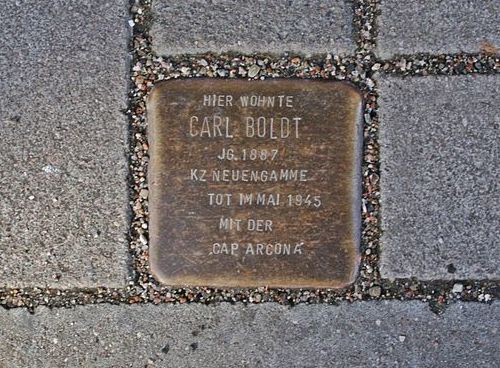 HIER WOHNTE
CARL BOLDT
JG. 1887
KZ NEUENGAMME
TOT IM MAI 1945
MIT DER
CAP ARCONA